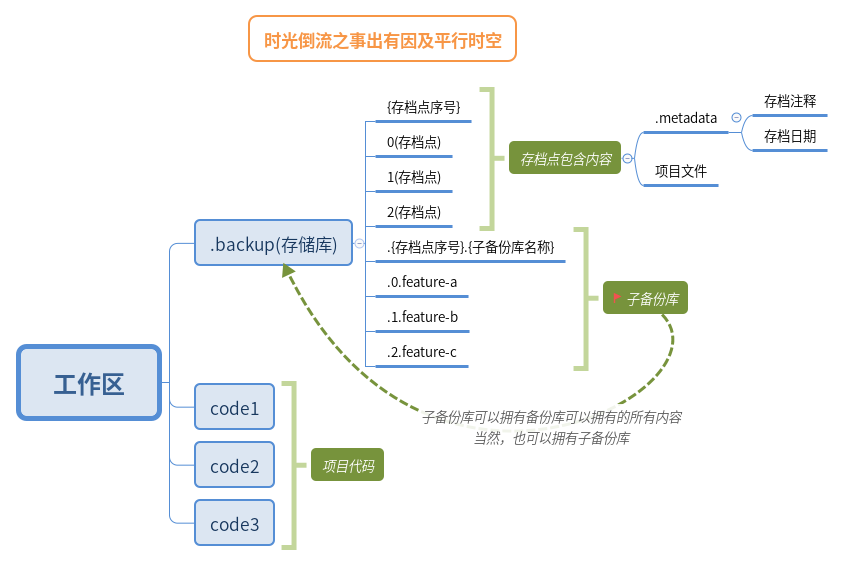 时光倒流之事出有因及平行时空
{存档点序号}
0(存档点)
1(存档点)
2(存档点)
存档点包含内容
.metadata
存档注释
存档日期
项目文件
.backup(存储库)
.{存档点序号}.{子备份库名称}
.0.feature-a
.1.feature-b
.2.feature-c
子备份库
子备份库可以拥有备份库可以拥有的所有内容
当然，也可以拥有子备份库
工作区
code1
code2
code3
项目代码